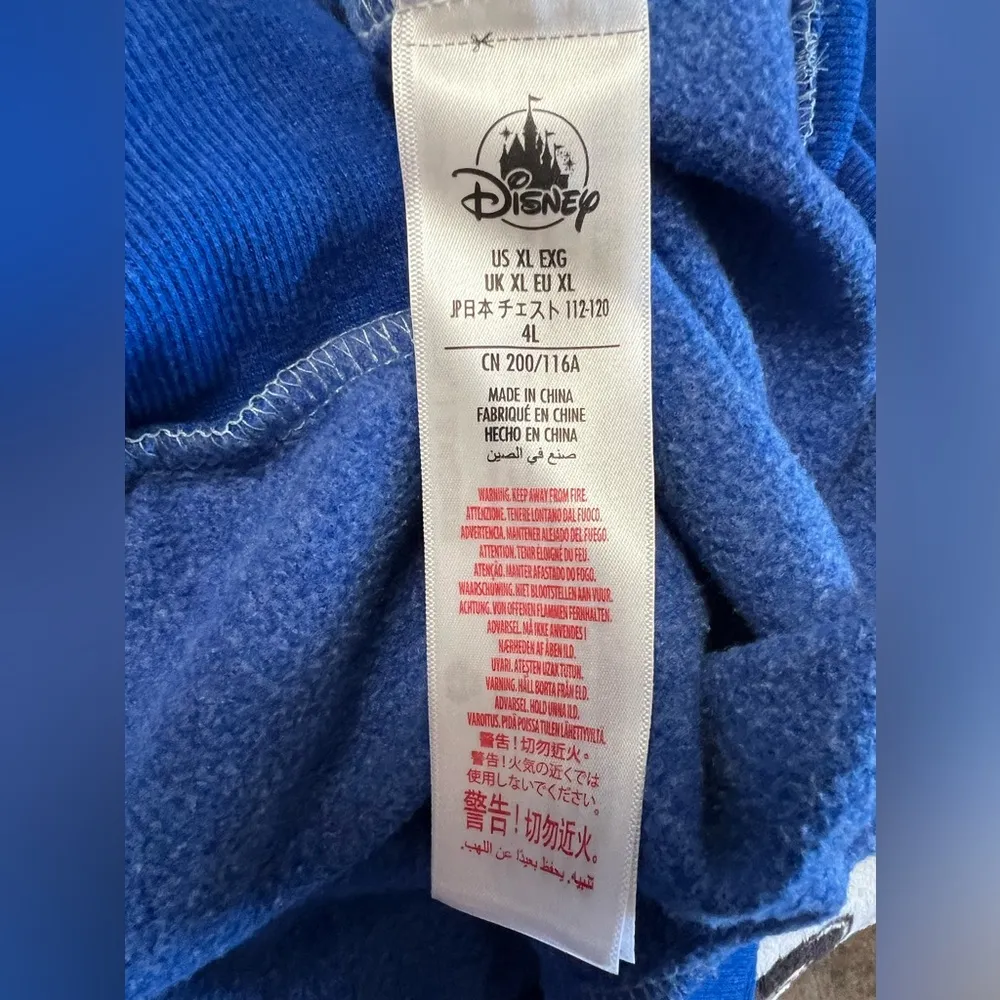 Disney
US XL EXG
UK XL EU XL
JP日本 チェスト 112-120
4L
CN 200/116A
MADE IN CHINA
FABRIQUÉ EN CHINE
HECHO EN CHINA
صنع في الصين
WARNING. KEEP AWAY FROM FIRE.
ATTENZIONE. TENERE LONTANO DAL FUOCO.
ADVERTENCIA. MANTENER ALEJADO DEL FUEGO.
ATTENTION. TENIR ÉLOIGNÉ DU FEU.
ATENÇÃO. MANTER AFASTADO DO FOGO.
WAARSCHUWING. NIET BLOOTSTELLEN AAN VUUR.
ACHTUNG. VON OFFENEN FLAMMEN FERNHALTEN.
ADVARSEL. MÅ IKKE ANVENDES I
NÆRHEDEN AF ÅBEN ILD.
UYARI. ATEŞTEN UZAK TUTUN.
VARNING. HÅLL BORTA FRÅN ELD.
ADVARSEL. HOLD UNNA ILD.
VAROITUS. PIDÄ POISSA TULEN LÄHETTYVILTÄ.
警告！切勿近火。
警告！火気の近くでは
使用しないでください。
警告！切勿近火。
تنبيه. يحفظ بعيدًا عن اللهب.